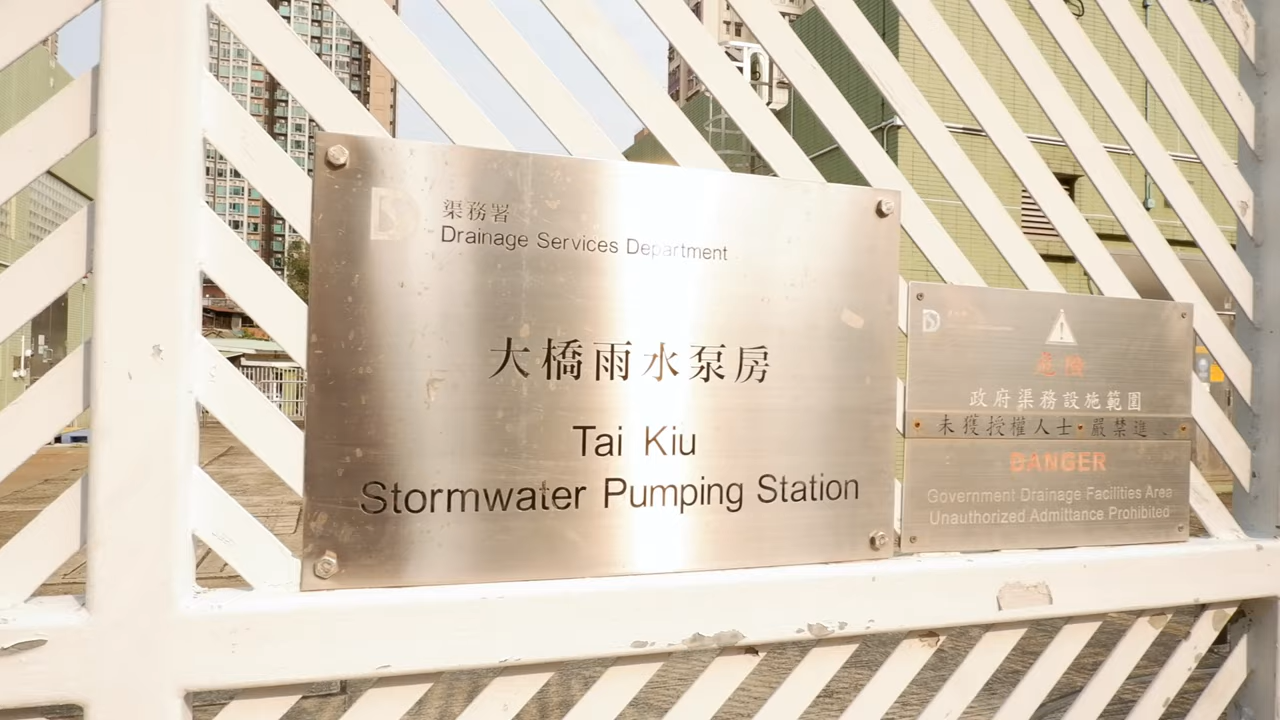 渠務署
Drainage Services Department
大橋雨水泵房
Tai Kiu
Stormwater Pumping Station
危險
政府渠務設施範圍
未獲授權人士 嚴禁進
DANGER
Government Drainage Facilities Area
Unauthorized Admittance Prohibited